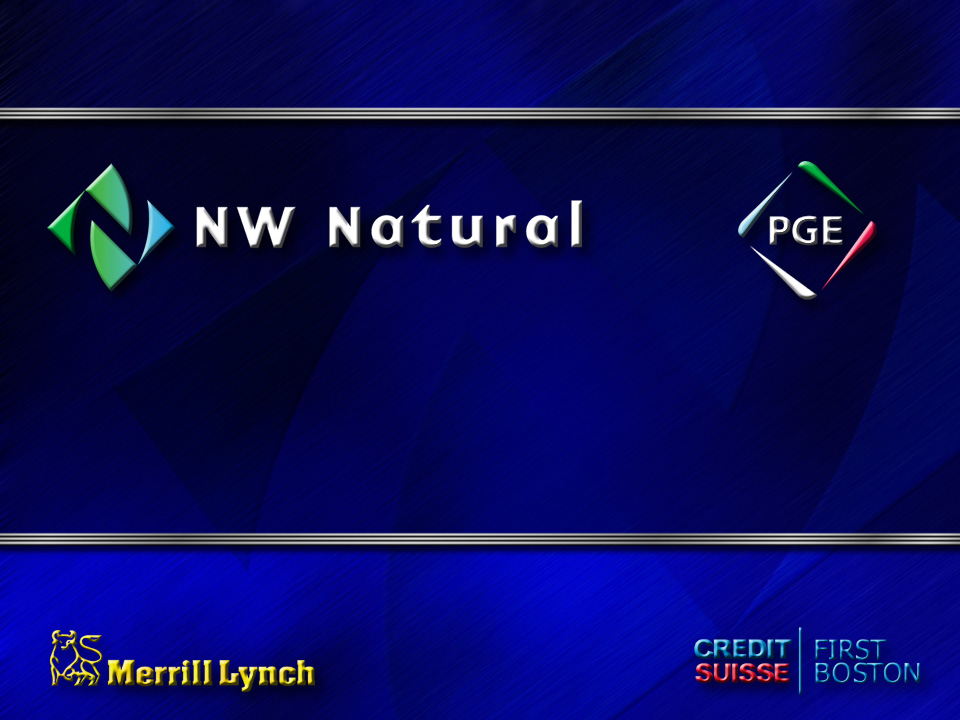 NW Natural
PGE
Merrill Lynch
CREDIT SUISSE
FIRST BOSTON